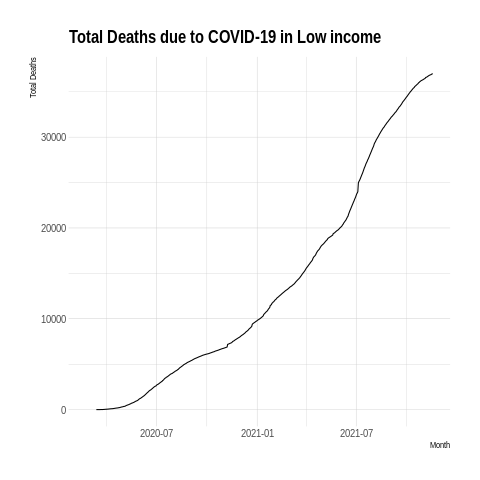 Total Deaths due to COVID-19 in Low income
Total Deaths
30000
20000
10000
0
2020-07 2021-01 2021-07
Month